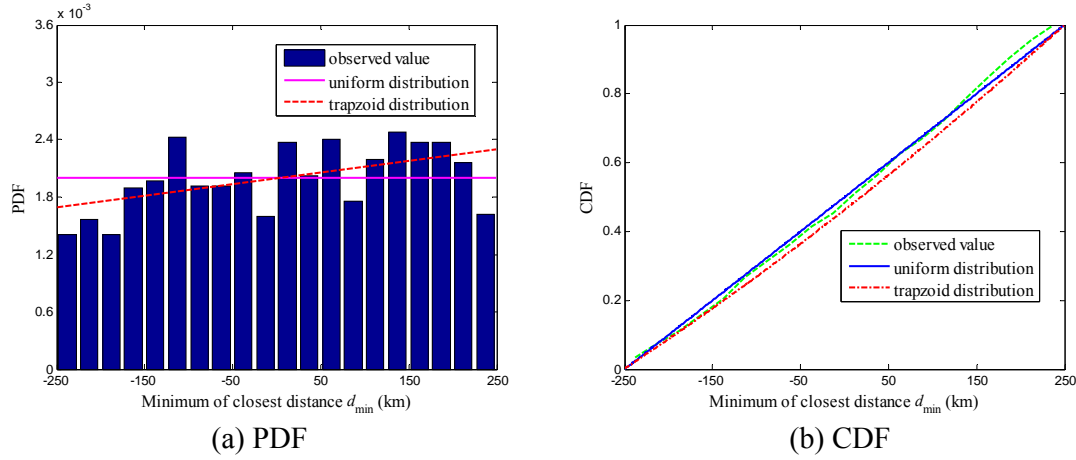 x 10⁻³
3.6
3
2.4
1.8
1.2
0.6
0
PDF
observed value
uniform distribution
trapzoid distribution
-250 -150 -50 50 150 250
Minimum of closest distance dmin (km)
(a) PDF
1
0.8
0.6
0.4
0.2
0
CDF
observed value
uniform distribution
trapzoid distribution
-250 -150 -50 50 150 250
Minimum of closest distance dmin (km)
(b) CDF